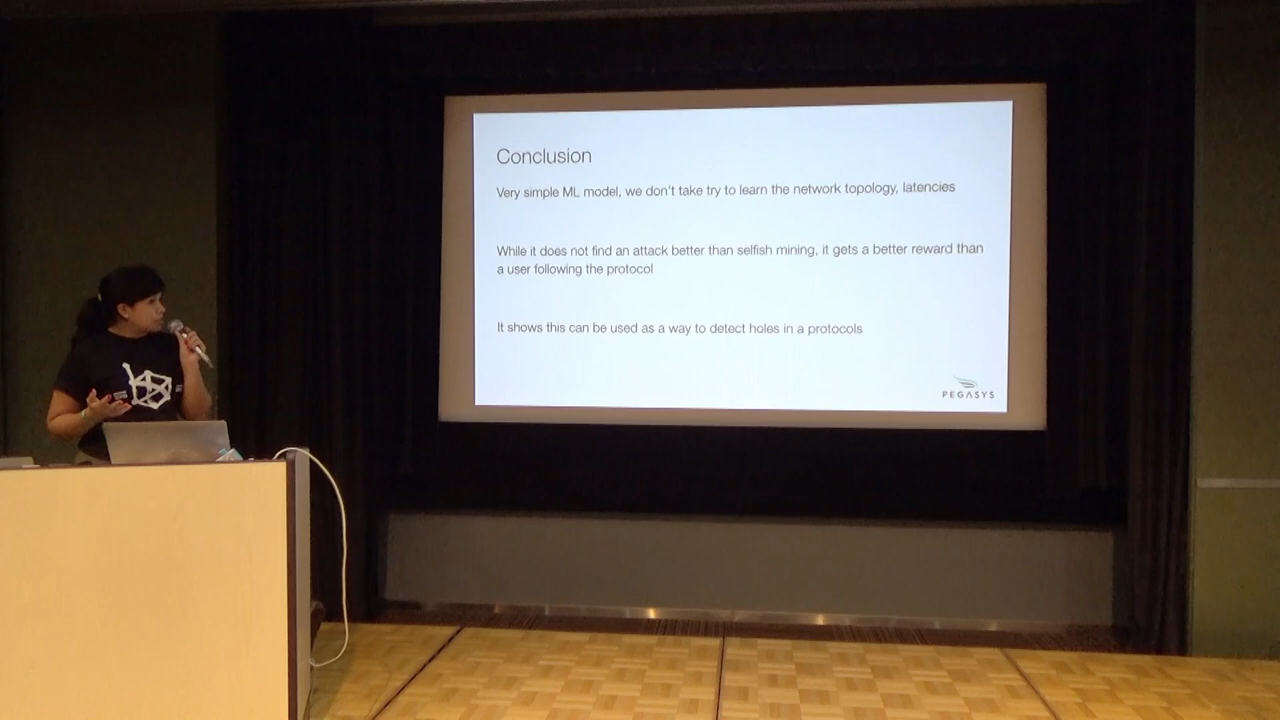 Conclusion
Very simple ML model, we don't take try to learn the network topology, latencies
While it does not find an attack better than selfish mining, it gets a better reward than
a user following the protocol
It shows this can be used as a way to detect holes in a protocols
PEGASYS